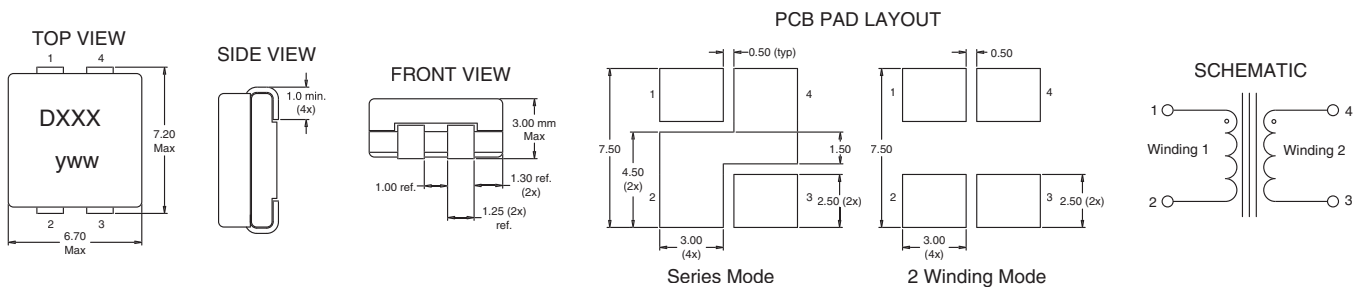 PCB PAD LAYOUT
TOP VIEW
1
4
DXXX
yww
7.20
Max
2
3
6.70
Max
SIDE VIEW
1.0 min.
(4x)
FRONT VIEW
3.00 mm
Max
1.00 ref.
1.30 ref.
(2x)
1.25 (2x)
ref.
0.50 (typ)
1
4
7.50
4.50
(2x)
1.50
2
3
2.50 (2x)
3.00
(4x)
Series Mode
0.50
1
4
7.50
2
3
2.50 (2x)
3.00
(4x)
2 Winding Mode
SCHEMATIC
1
4
Winding 1
Winding 2
2
3